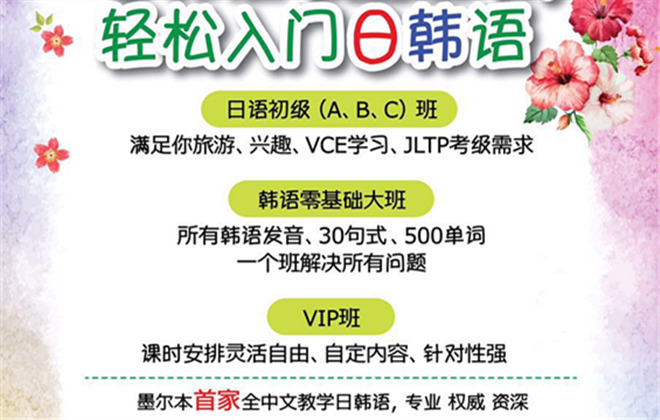 轻松入门日韩语
日语初级（A、B、C）班
满足你旅游、兴趣、VCE学习、JLTP考级需求
韩语零基础大班
所有韩语发音、30句式、500单词
一个班解决所有问题
VIP班
课时安排灵活自由、自定内容、针对性强
墨尔本首家全中文教学日韩语，专业 权威 资深